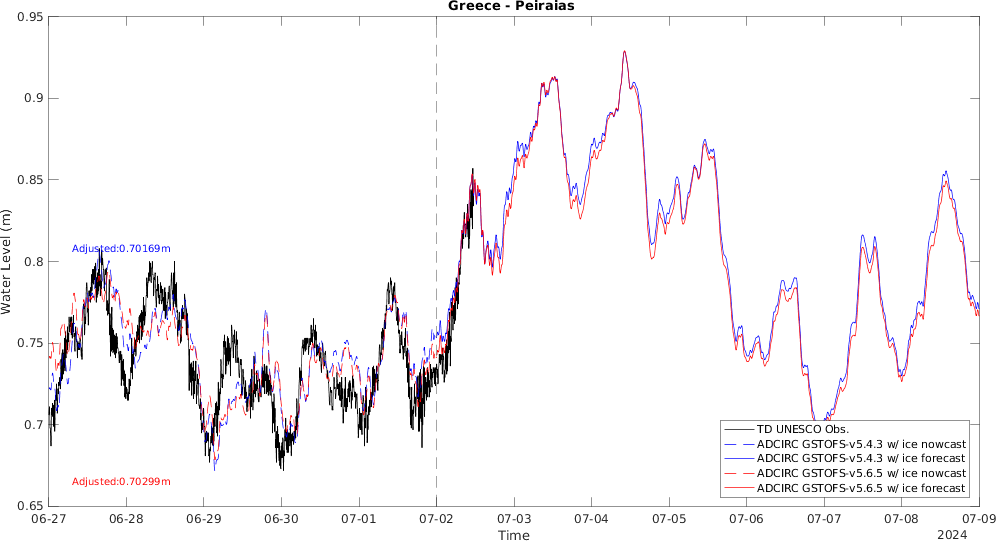 Greece - Peiraias
Water Level (m)
0.95
0.9
0.85
0.8
0.75
0.7
0.65
Adjusted:0.70169m
Adjusted:0.70299m
TD UNESCO Obs.
ADCIRC GSTOFS-v5.4.3 w/ ice nowcast
ADCIRC GSTOFS-v5.4.3 w/ ice forecast
ADCIRC GSTOFS-v5.6.5 w/ ice nowcast
ADCIRC GSTOFS-v5.6.5 w/ ice forecast
06-27 06-28 06-29 06-30 07-01 07-02 07-03 07-04 07-05 07-06 07-07 07-08 07-09
Time
2024